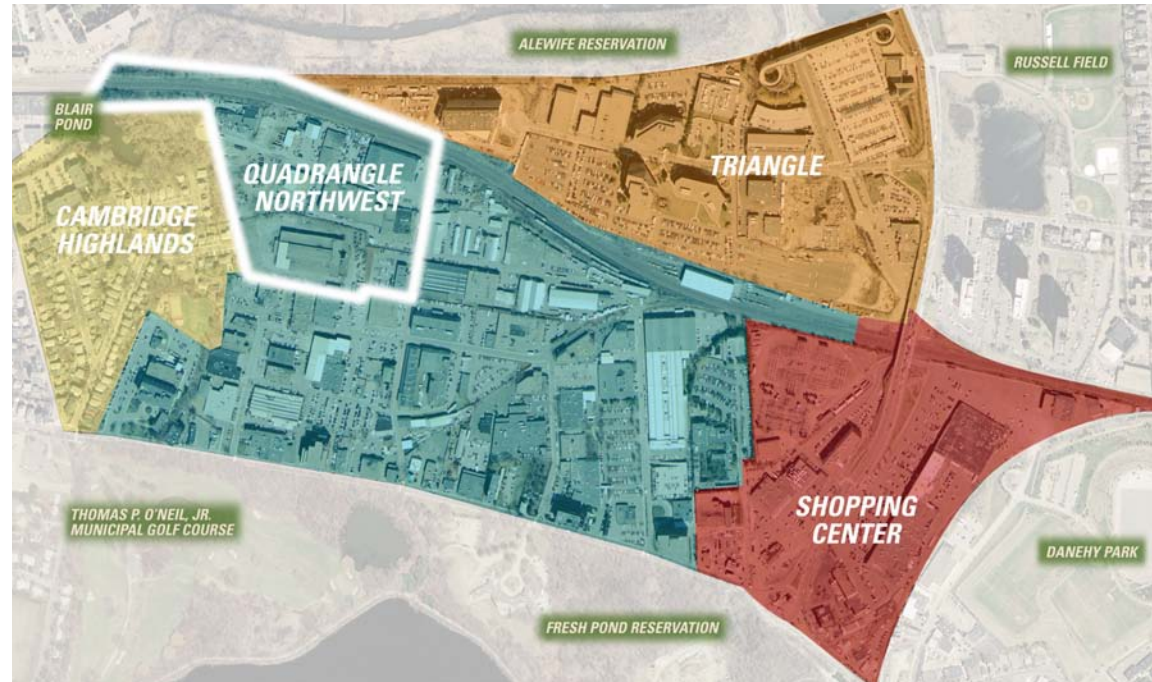 ALEWIFE RESERVATION
RUSSELL FIELD
BLAIR
POND
QUADRANGLE
NORTHWEST
TRIANGLE
CAMBRIDGE
HIGHLANDS
THOMAS P. O'NEIL, JR.
MUNICIPAL GOLF COURSE
SHOPPING
CENTER
DANEHY PARK
FRESH POND RESERVATION